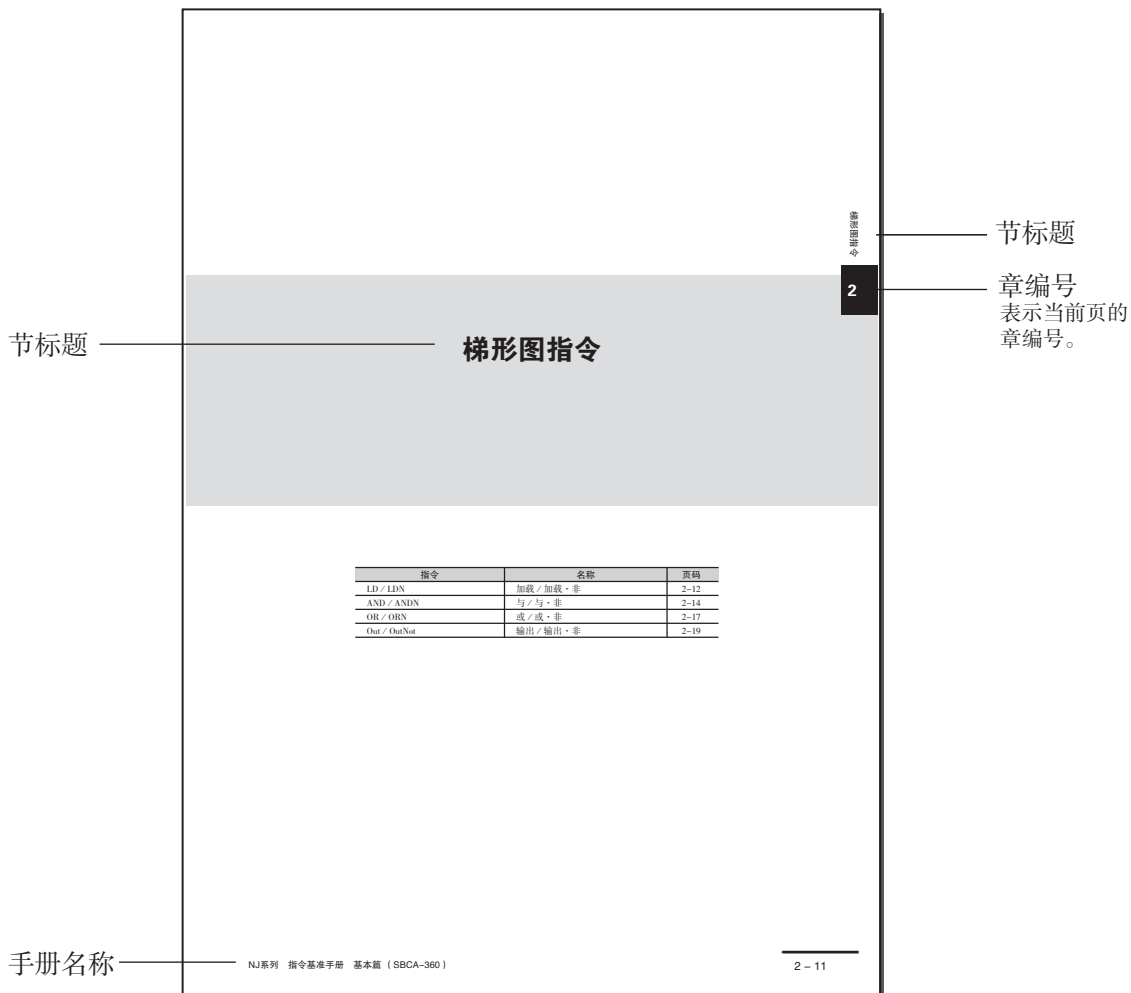 梯形图指令
节标题
2
章编号
表示当前页的
章编号。
节标题
梯形图指令
指令 名称 页码
LD / LDN 加载 / 加载・非 2-12
AND / ANDN 与 / 与・非 2-14
OR / ORN 或 / 或・非 2-17
Out / OutNot 输出 / 输出・非 2-19
手册名称
NJ系列 指令基准手册 基本篇（SBCA-360）
2 - 11